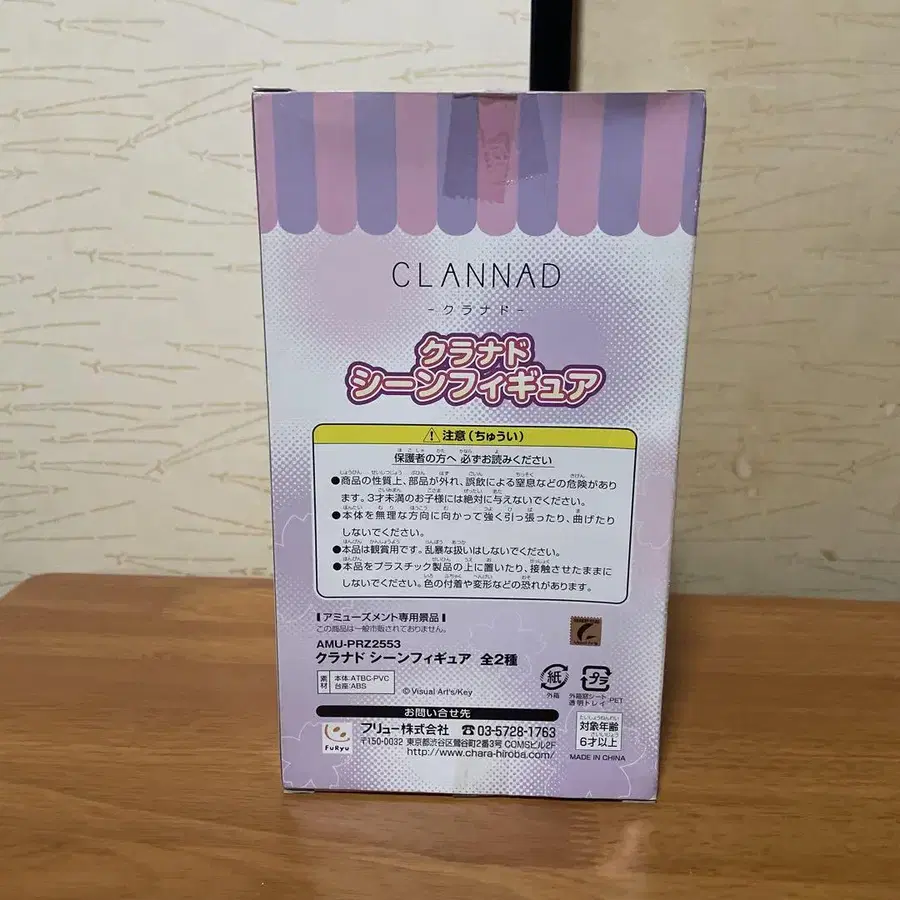 CLANNAD
-クラナド-
クラナド
シーンフィギュア
注意(ちゅうい)
保護者の方へ 必ずお読みください
●商品の性質上、部品が外れ、誤飲による窒息などの危険があり
ます。3才未満のお子様には絶対に与えないでください。
●本体を無理な方向に向かって強く引っ張ったり、曲げたり
しないでください。
●本品は観賞用です。乱暴な扱いはしないでください。
●本品をプラスチック製品の上に置いたり、接触させたままに
しないでください。色の付着や変形などの恐れがあります。
アミューズメント専用景品
この商品は一般市販されておりません。
AMU-PRZ2553
クラナド シーンフィギュア 全2種
素材
本体:ATBC-PVC
台座:ABS
©Visual Art's/Key
紙
外箱
プラ
外箱窓シート
透明トレイ:PET
お問い合せ先
FuRyu
フリュー株式会社 ☎03-5728-1763
〒150-0032 東京都渋谷区鶯谷町2番3号 COMSビル2F
http://www.chara-hiroba.com/
対象年齢
6才以上
MADE IN CHINA